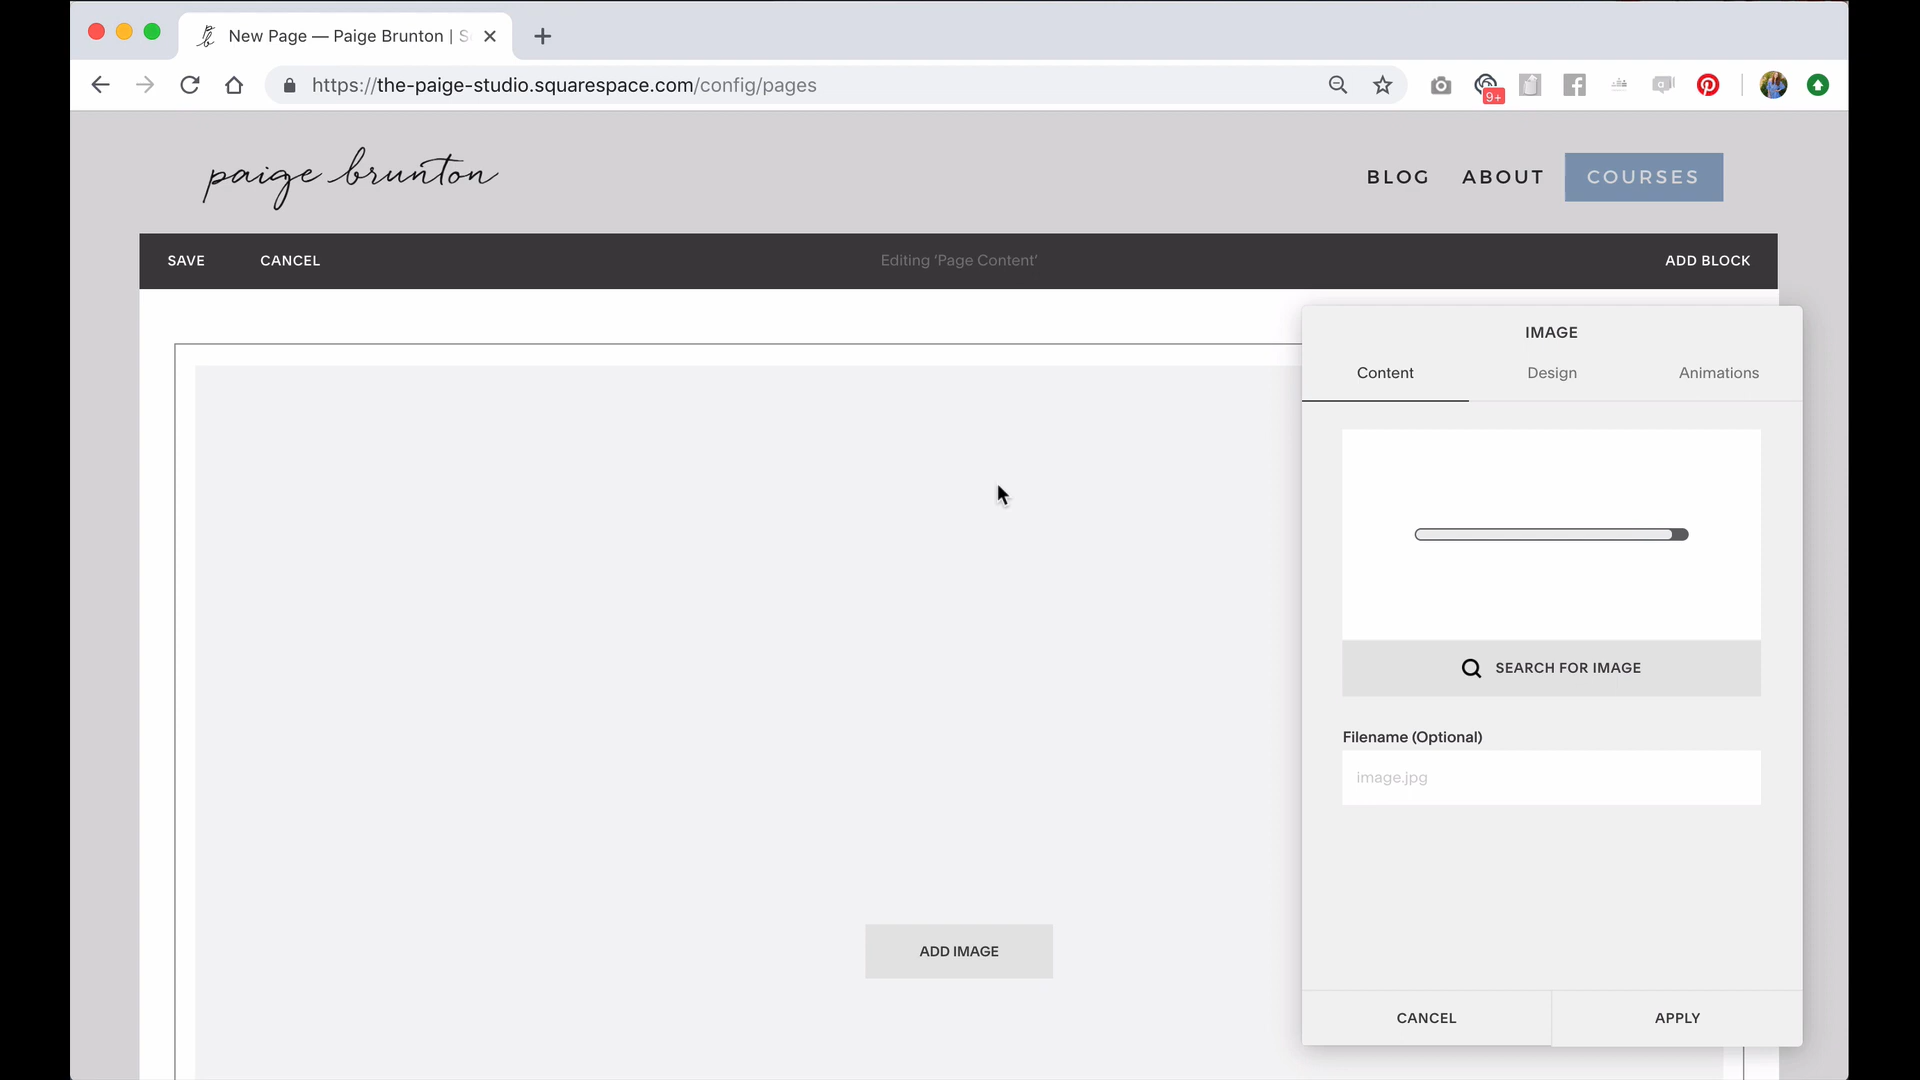 New Page — Paige Brunton | S
https://the-paige-studio.squarespace.com/config/pages
9+
a
paige brunton
BLOG ABOUT COURSES
SAVE CANCEL Editing ‘Page Content’ ADD BLOCK
IMAGE
Content Design Animations
SEARCH FOR IMAGE
Filename (Optional)
image.jpg
ADD IMAGE
CANCEL APPLY